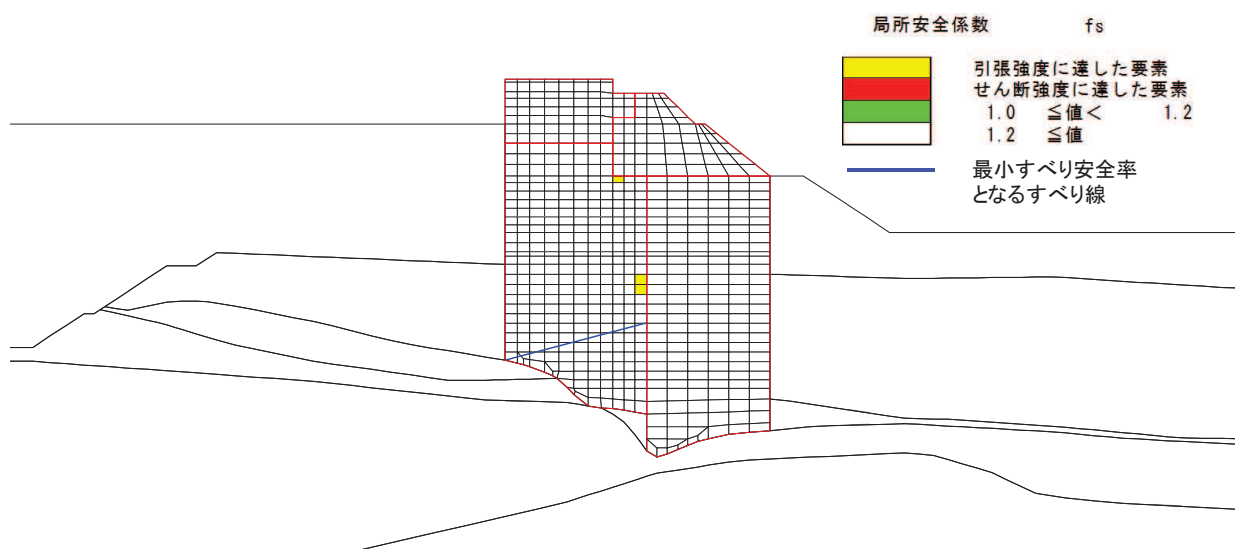 局所安全係数 fs
引張強度に達した要素
せん断強度に達した要素
1.0 ≦値< 1.2
1.2 ≦値
最小すべり安全率
となるすべり線